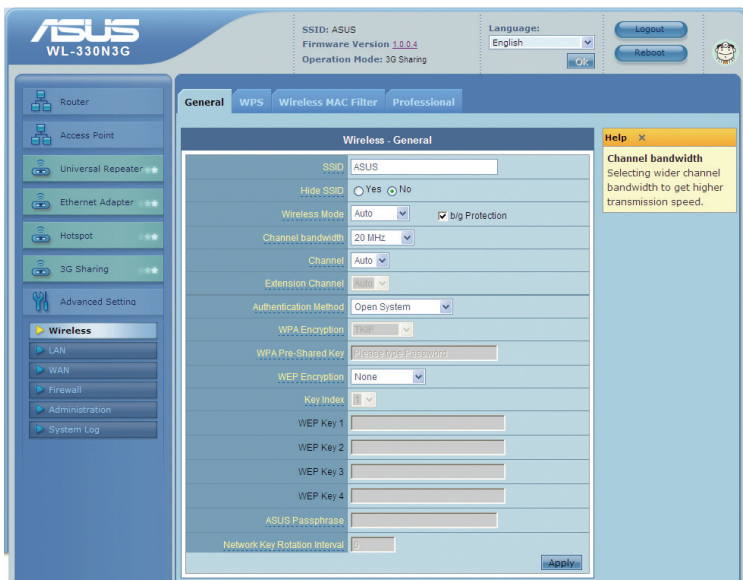 ASUS
WL-330N3G
SSID: ASUS
Firmware Version 1.0.0.4
Operation Mode: 3G Sharing
Language:
English
Ok
Logout
Reboot
Router
Access Point
Universal Repeater
Ethernet Adapter
Hotspot
3G Sharing
Advanced Setting
Wireless
LAN
WAN
Firewall
Administration
System Log
General
WPS
Wireless MAC Filter
Professional
Wireless - General
SSID ASUS
Hide SSID Yes No
Wireless Mode Auto b/g Protection
Channel bandwidth 20 MHz
Channel Auto
Extension Channel Auto
Authentication Method Open System
WPA Encryption TKIP
WPA Pre-Shared Key Please type Password
WEP Encryption None
Key Index 1
WEP Key 1
WEP Key 2
WEP Key 3
WEP Key 4
ASUS Passphrase
Network Key Rotation Interval 0
Apply
Help X
Channel bandwidth
Selecting wider channel
bandwidth to get higher
transmission speed.